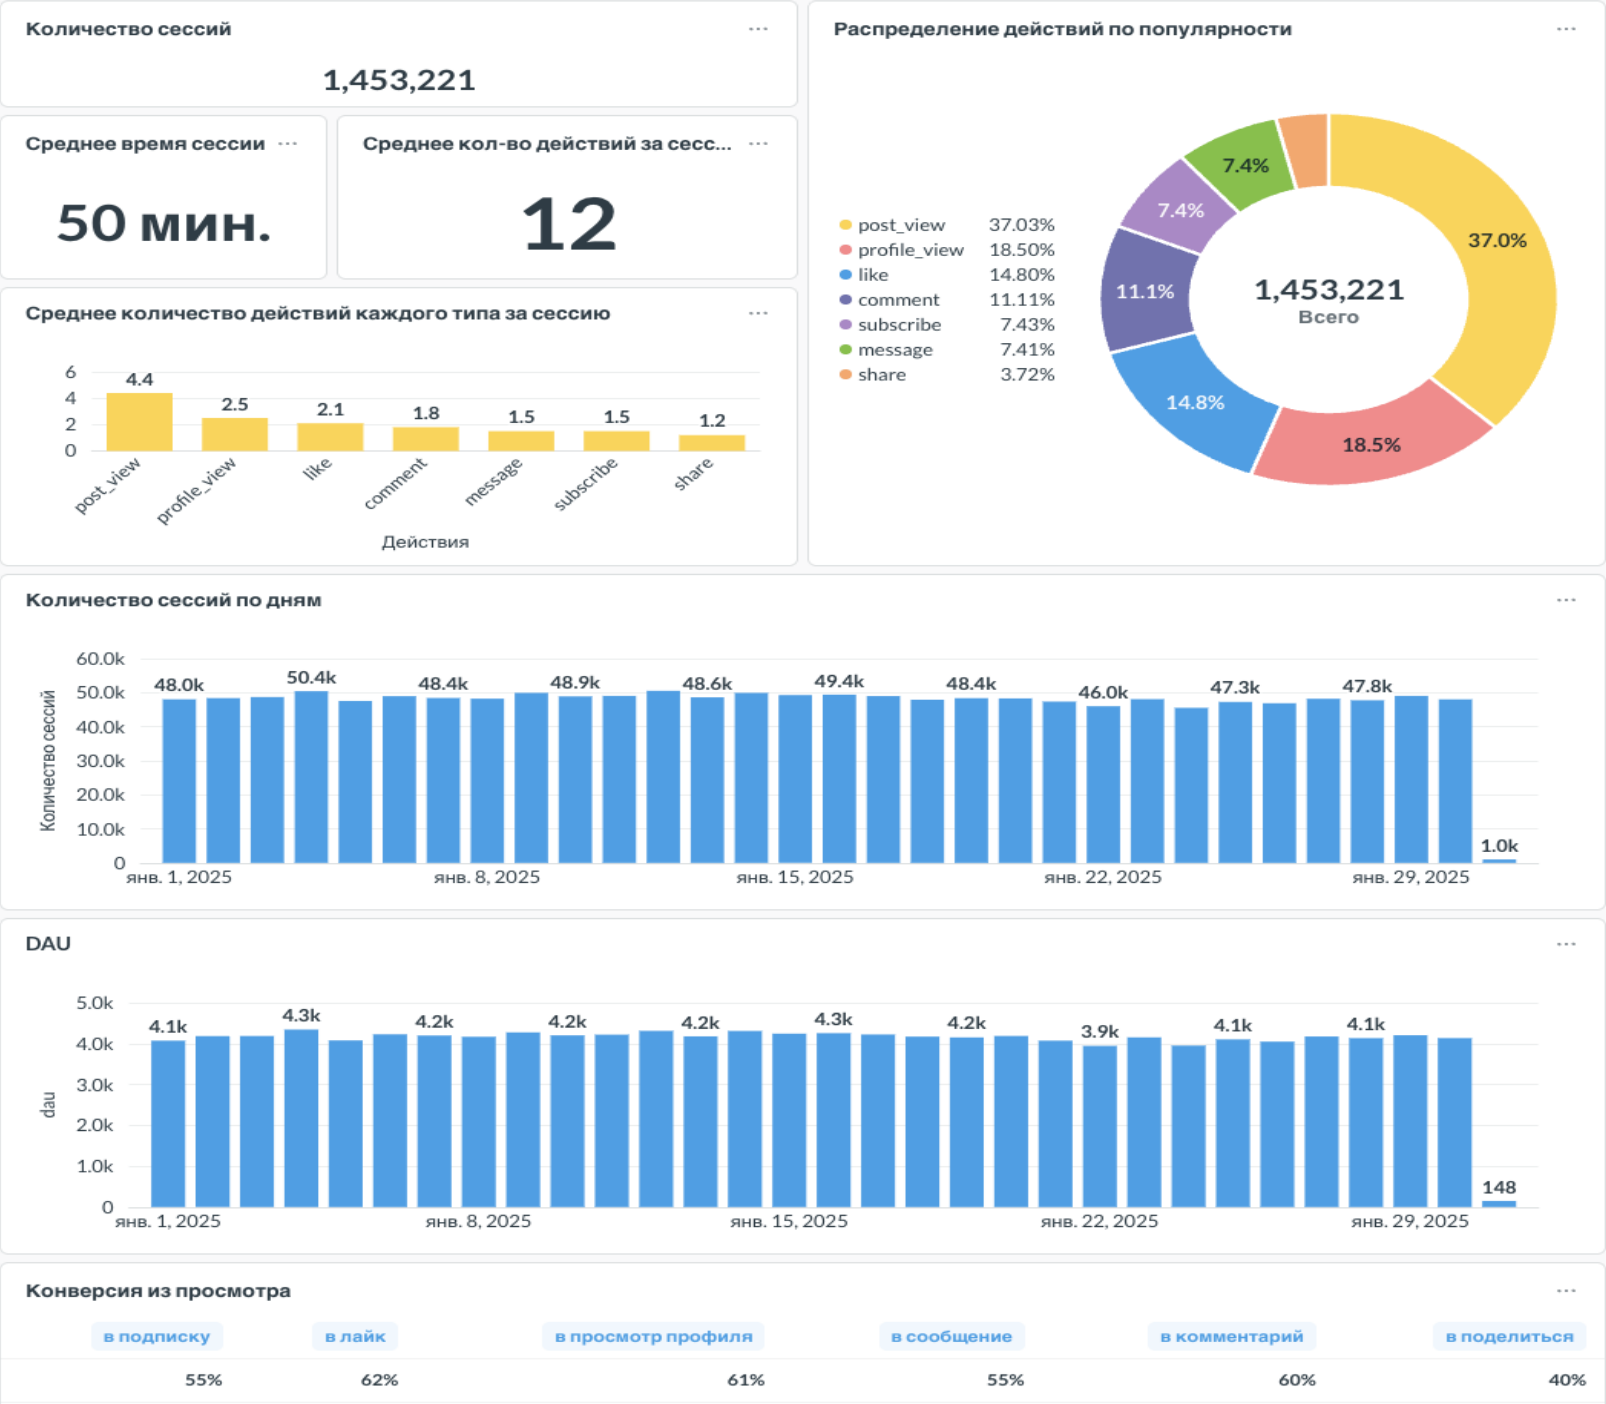 Количество сессий
1,453,221
Среднее время сессии
50 мин.
Среднее кол-во действий за сесс...
12
Среднее количество действий каждого типа за сессию
6
4
2
0
4.4
2.5
2.1
1.8
1.5
1.5
1.2
post_view
profile_view
like
comment
message
subscribe
share
Действия
Распределение действий по популярности
post_view 37.03%
profile_view 18.50%
like 14.80%
comment 11.11%
subscribe 7.43%
message 7.41%
share 3.72%
37.0%
18.5%
14.8%
11.1%
7.4%
7.4%
1,453,221
Всего
Количество сессий по дням
Количество сессий
60.0k
50.0k
40.0k
30.0k
20.0k
10.0k
0
48.0k
50.4k
48.4k
48.9k
48.6k
49.4k
48.4k
46.0k
47.3k
47.8k
1.0k
янв. 1, 2025
янв. 8, 2025
янв. 15, 2025
янв. 22, 2025
янв. 29, 2025
DAU
dau
5.0k
4.0k
3.0k
2.0k
1.0k
0
4.1k
4.3k
4.2k
4.2k
4.2k
4.3k
4.2k
3.9k
4.1k
4.1k
148
янв. 1, 2025
янв. 8, 2025
янв. 15, 2025
янв. 22, 2025
янв. 29, 2025
Конверсия из просмотра
в подписку в лайк в просмотр профиля в сообщение в комментарий в поделиться
55% 62% 61% 55% 60% 40%